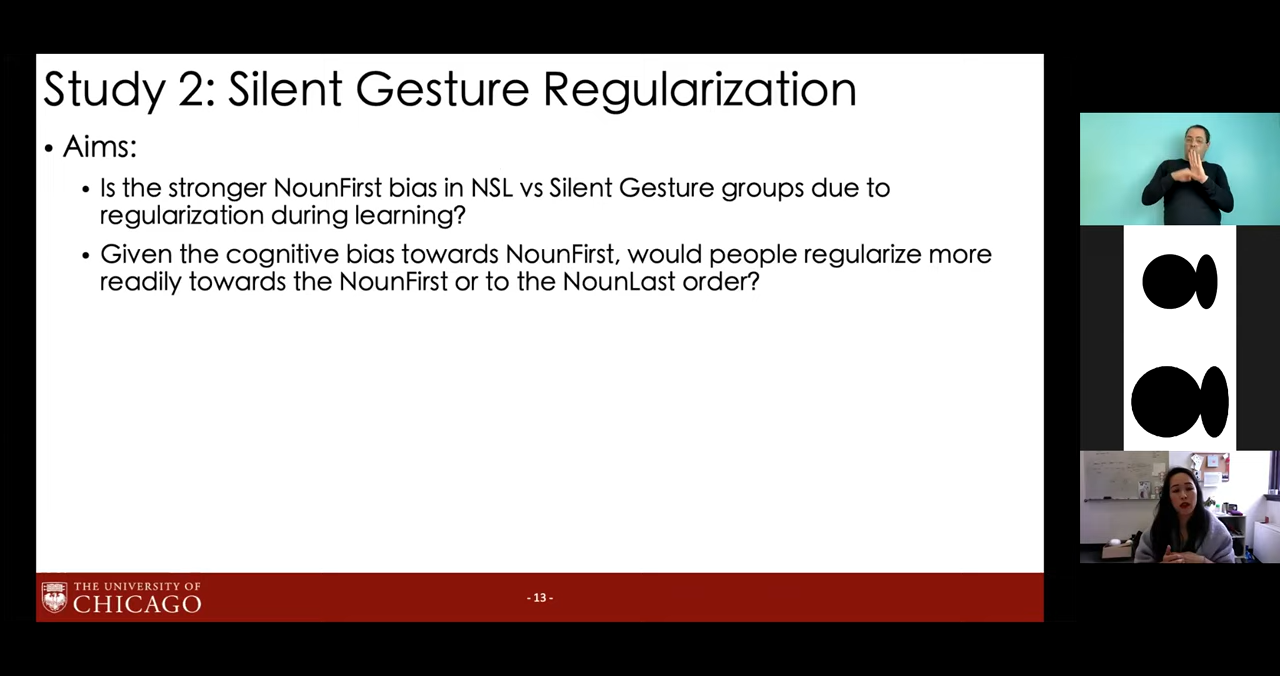 Study 2: Silent Gesture Regularization
• Aims:
• Is the stronger NounFirst bias in NSL vs Silent Gesture groups due to
regularization during learning?
• Given the cognitive bias towards NounFirst, would people regularize more
readily towards the NounFirst or to the NounLast order?
THE UNIVERSITY OF
CHICAGO
- 13 -